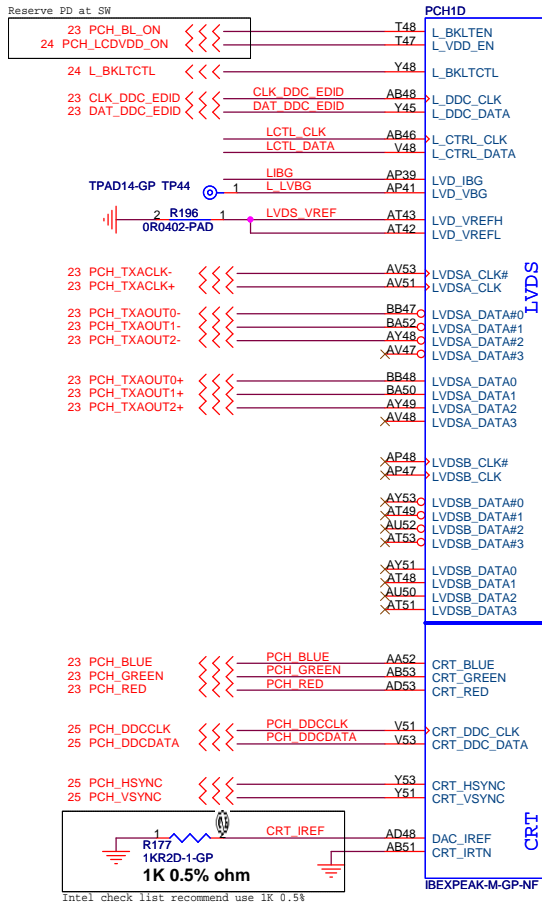 Reserve PD at SW
PCH1D
23 PCH_BL_ON T48 L_BKLTEN
24 PCH_LCDVDD_ON T47 L_VDD_EN
24 L_BKLTCTL Y48 L_BKLTCTL
23 CLK_DDC_EDID CLK_DDC_EDID AB48 L_DDC_CLK
23 DAT_DDC_EDID DAT_DDC_EDID Y45 L_DDC_DATA
LCTL_CLK AB46 L_CTRL_CLK
LCTL_DATA V48 L_CTRL_DATA
LIBG AP39 LVD_IBG
TPAD14-GP TP44 1 L_LVBG AP41 LVD_VBG
2 R196 1 LVDS_VREF AT43 LVD_VREFH
0R0402-PAD AT42 LVD_VREFL
LVDS
23 PCH_TXACLK- AV53 LVDSA_CLK#
23 PCH_TXACLK+ AV51 LVDSA_CLK
23 PCH_TXAOUT0- BB47 LVDSA_DATA#0
23 PCH_TXAOUT1- BA52 LVDSA_DATA#1
23 PCH_TXAOUT2- AY48 LVDSA_DATA#2
AV47 LVDSA_DATA#3
23 PCH_TXAOUT0+ BB48 LVDSA_DATA0
23 PCH_TXAOUT1+ BA50 LVDSA_DATA1
23 PCH_TXAOUT2+ AY49 LVDSA_DATA2
AV48 LVDSA_DATA3
AP48 LVDSB_CLK#
AP47 LVDSB_CLK
AY53 LVDSB_DATA#0
AT49 LVDSB_DATA#1
AU52 LVDSB_DATA#2
AT53 LVDSB_DATA#3
AY51 LVDSB_DATA0
AT48 LVDSB_DATA1
AU50 LVDSB_DATA2
AT51 LVDSB_DATA3
23 PCH_BLUE PCH_BLUE AA52 CRT_BLUE
23 PCH_GREEN PCH_GREEN AB53 CRT_GREEN
23 PCH_RED PCH_RED AD53 CRT_RED
25 PCH_DDCCLK PCH_DDCCLK V51 CRT_DDC_CLK
25 PCH_DDCDATA PCH_DDCDATA V53 CRT_DDC_DATA
25 PCH_HSYNC Y53 CRT_HSYNC
25 PCH_VSYNC Y51 CRT_VSYNC
CRT
1 2 CRT_IREF AD48 DAC_IREF
R177 AB51 CRT_IRTN
1KR2D-1-GP
1K 0.5% ohm
IBEXPEAK-M-GP-NF
Intel check list recommend use 1K 0.5%